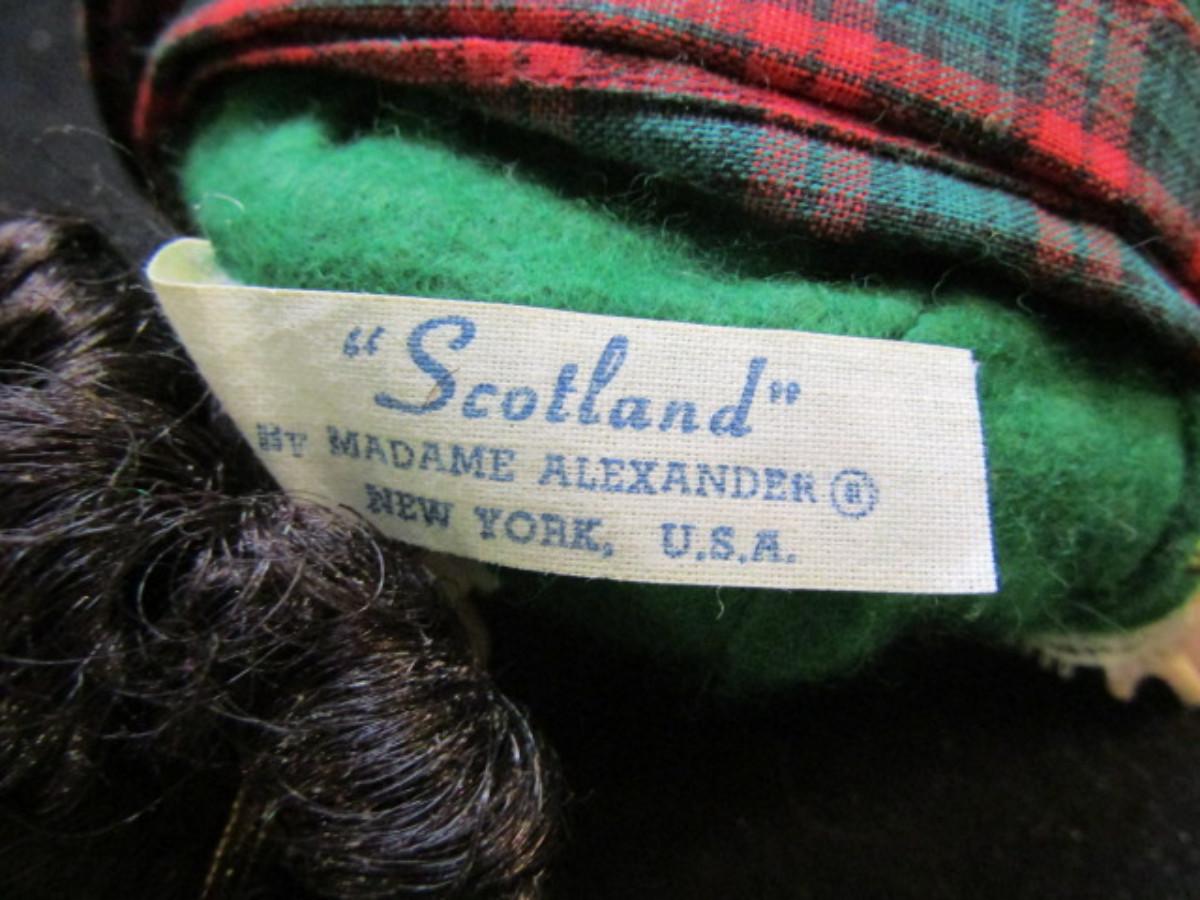 “Scotland”
BY MADAME ALEXANDER ®
NEW YORK, U.S.A.